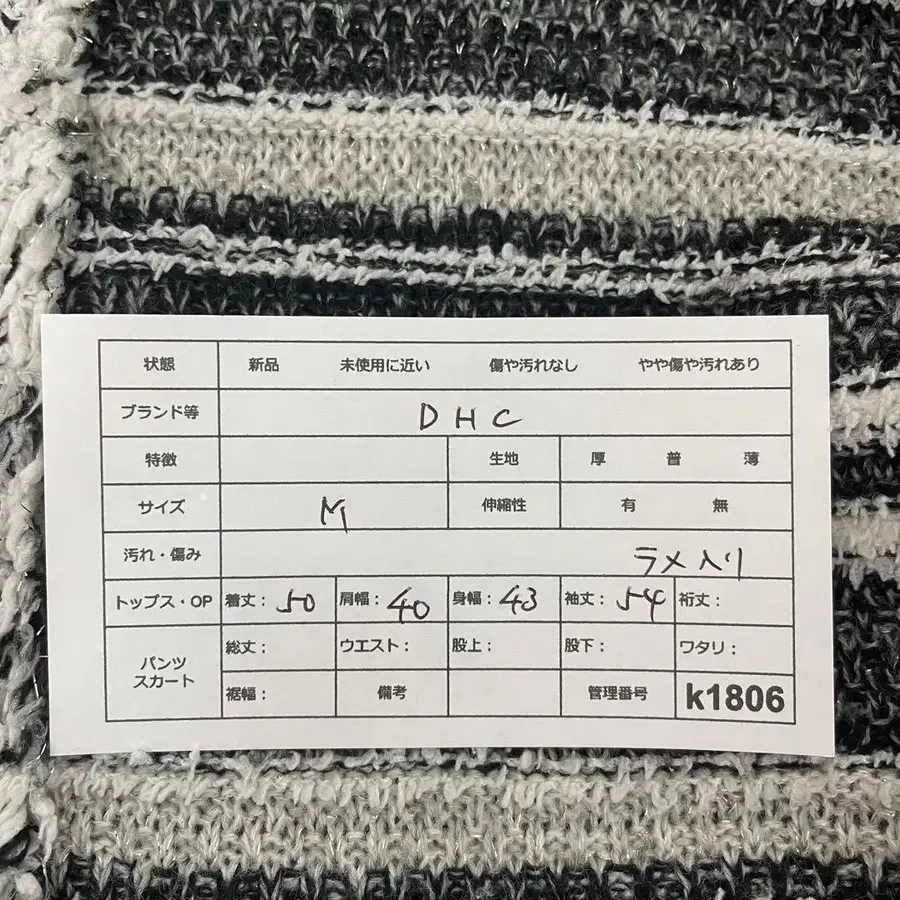 状態 新品 未使用に近い 傷や汚れなし やや傷や汚れあり
ブランド等 DHC
特徴 生地 厚 普 薄
サイズ M 伸縮性 有 無
汚れ・傷み ラメ入り
トップス・OP 着丈: 50 肩幅: 40 身幅: 43 袖丈: 54 裄丈:
パンツ スカート 総丈: ウエスト: 股上: 股下: ワタリ:
裾幅: 備考 管理番号 k1806